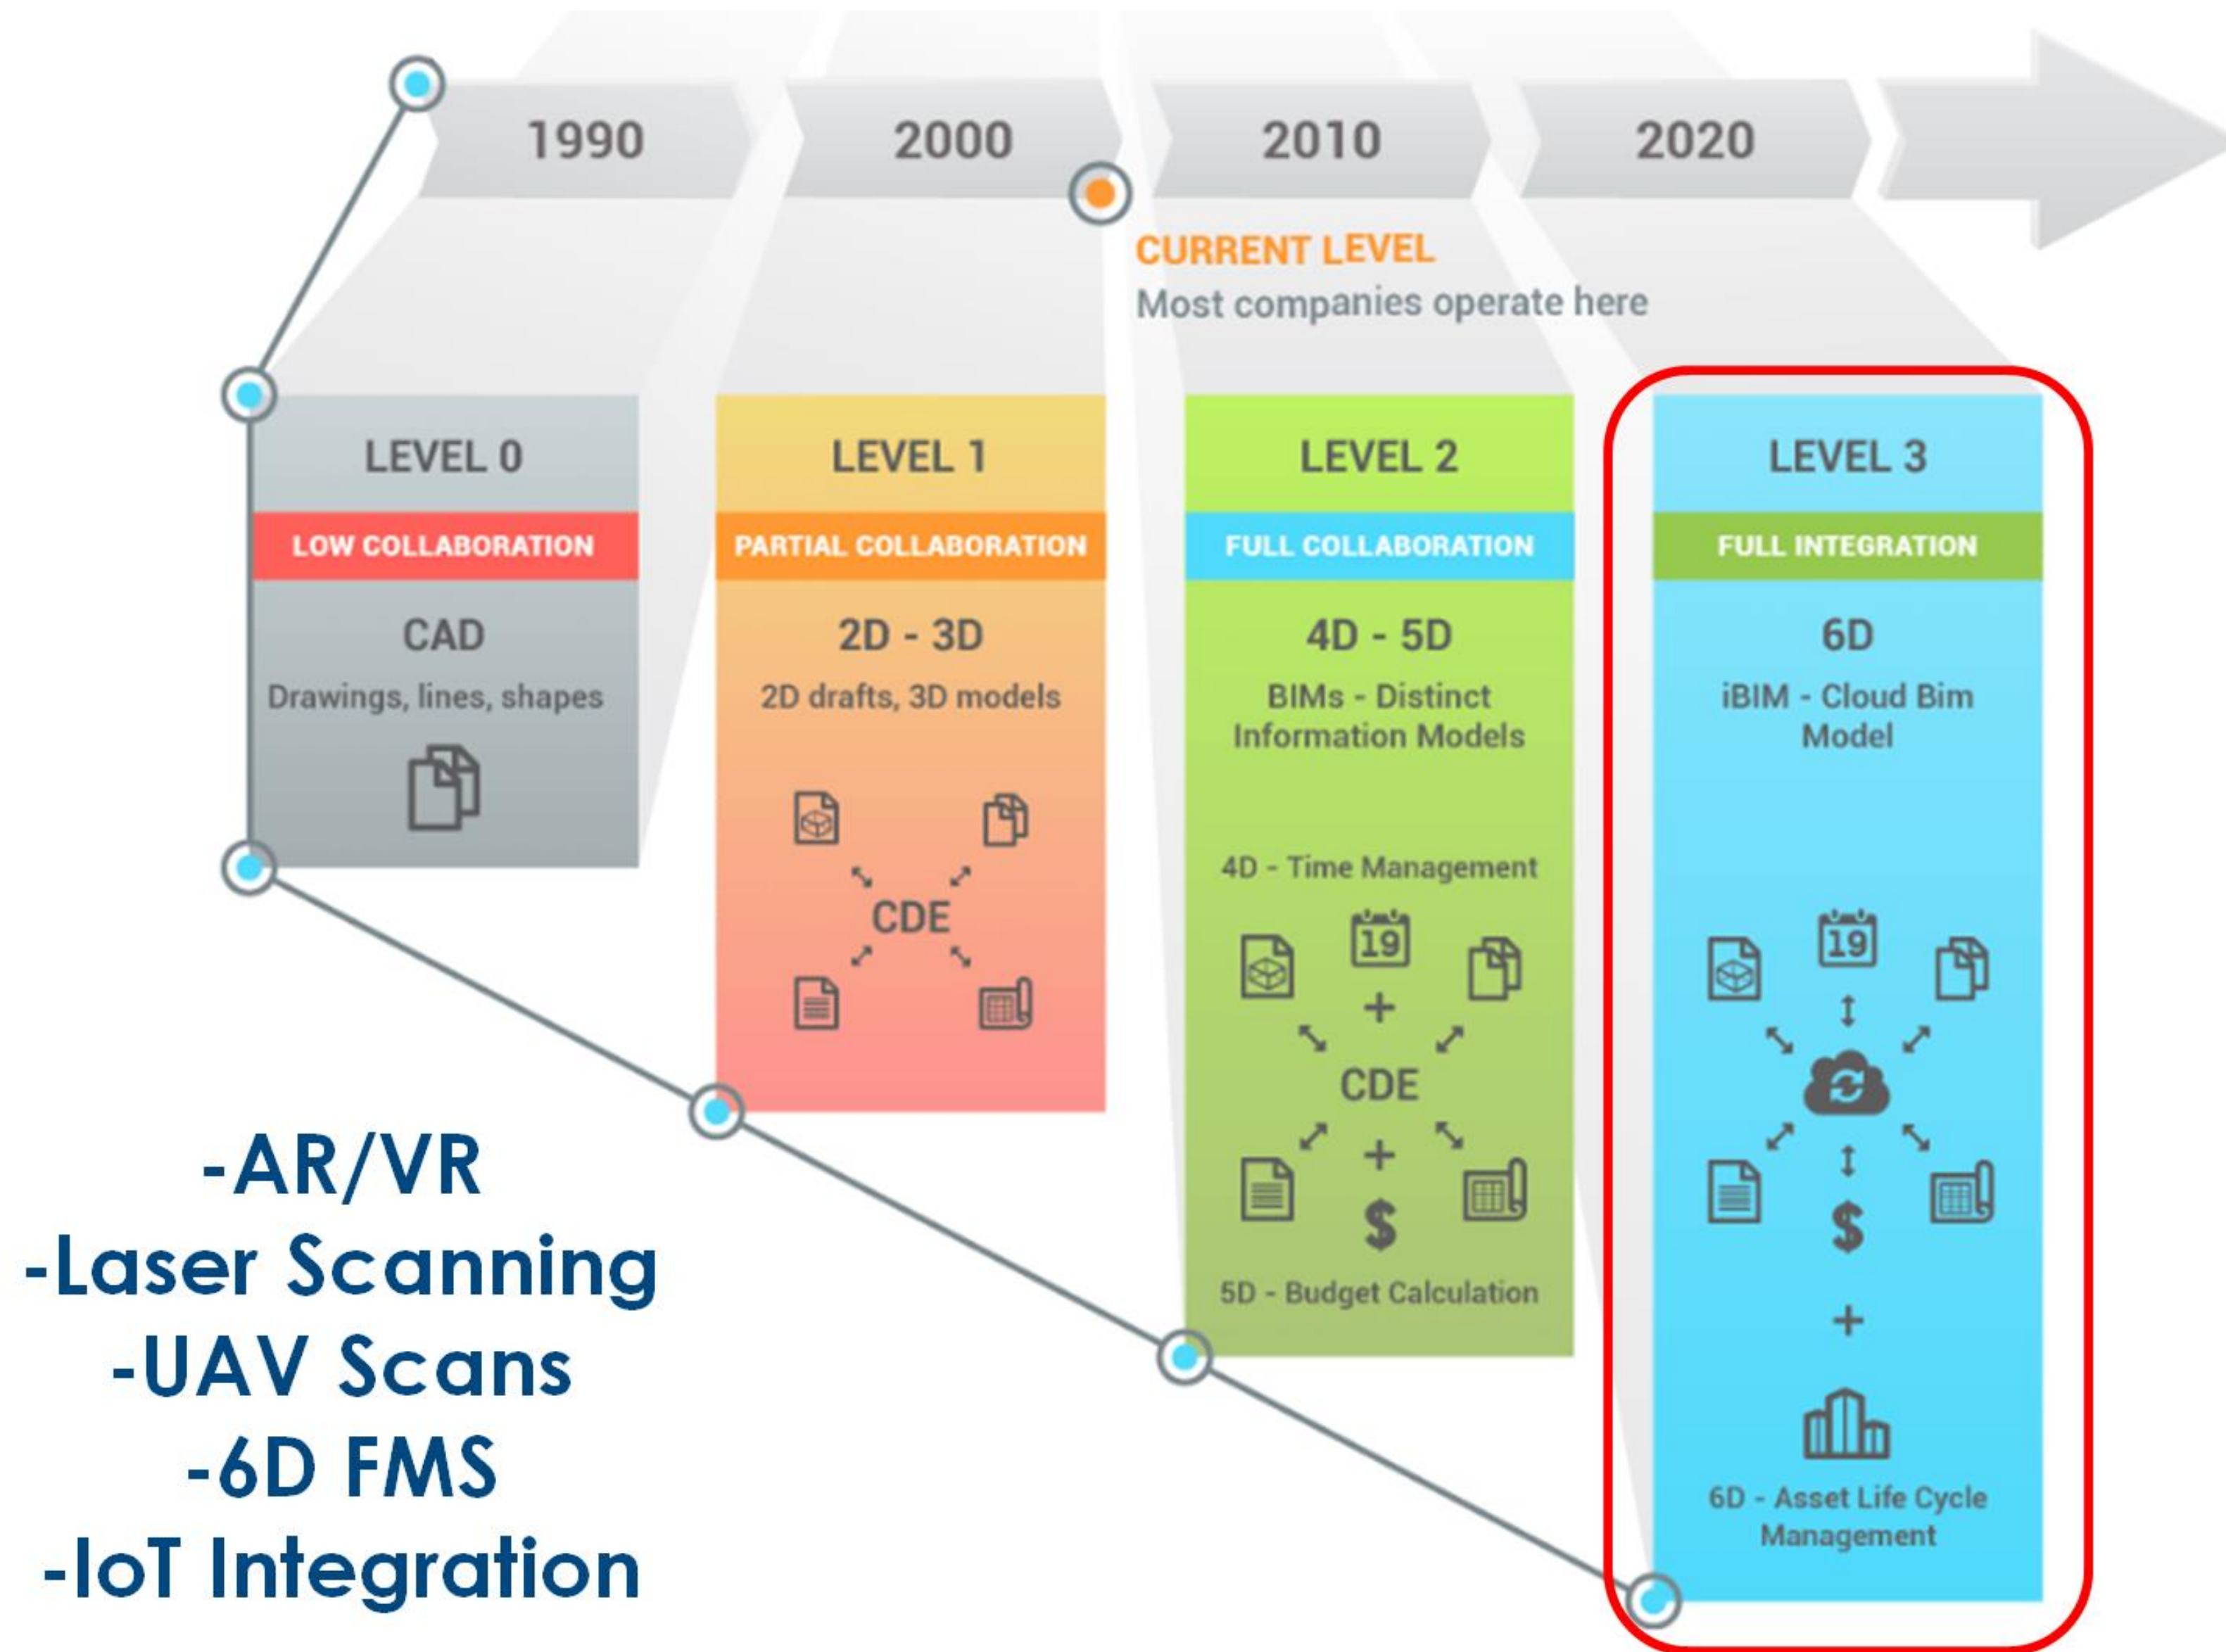 1990
2000
2010
2020
CURRENT LEVEL
Most companies operate here
LEVEL 0
LOW COLLABORATION
CAD
Drawings, lines, shapes
LEVEL 1
PARTIAL COLLABORATION
2D - 3D
2D drafts, 3D models
CDE
LEVEL 2
FULL COLLABORATION
4D - 5D
BIMs - Distinct
Information Models
4D - Time Management
19
CDE
$
5D - Budget Calculation
LEVEL 3
FULL INTEGRATION
6D
iBIM - Cloud Bim
Model
19
$
6D - Asset Life Cycle
Management
-AR/VR
-Laser Scanning
-UAV Scans
-6D FMS
-IoT Integration